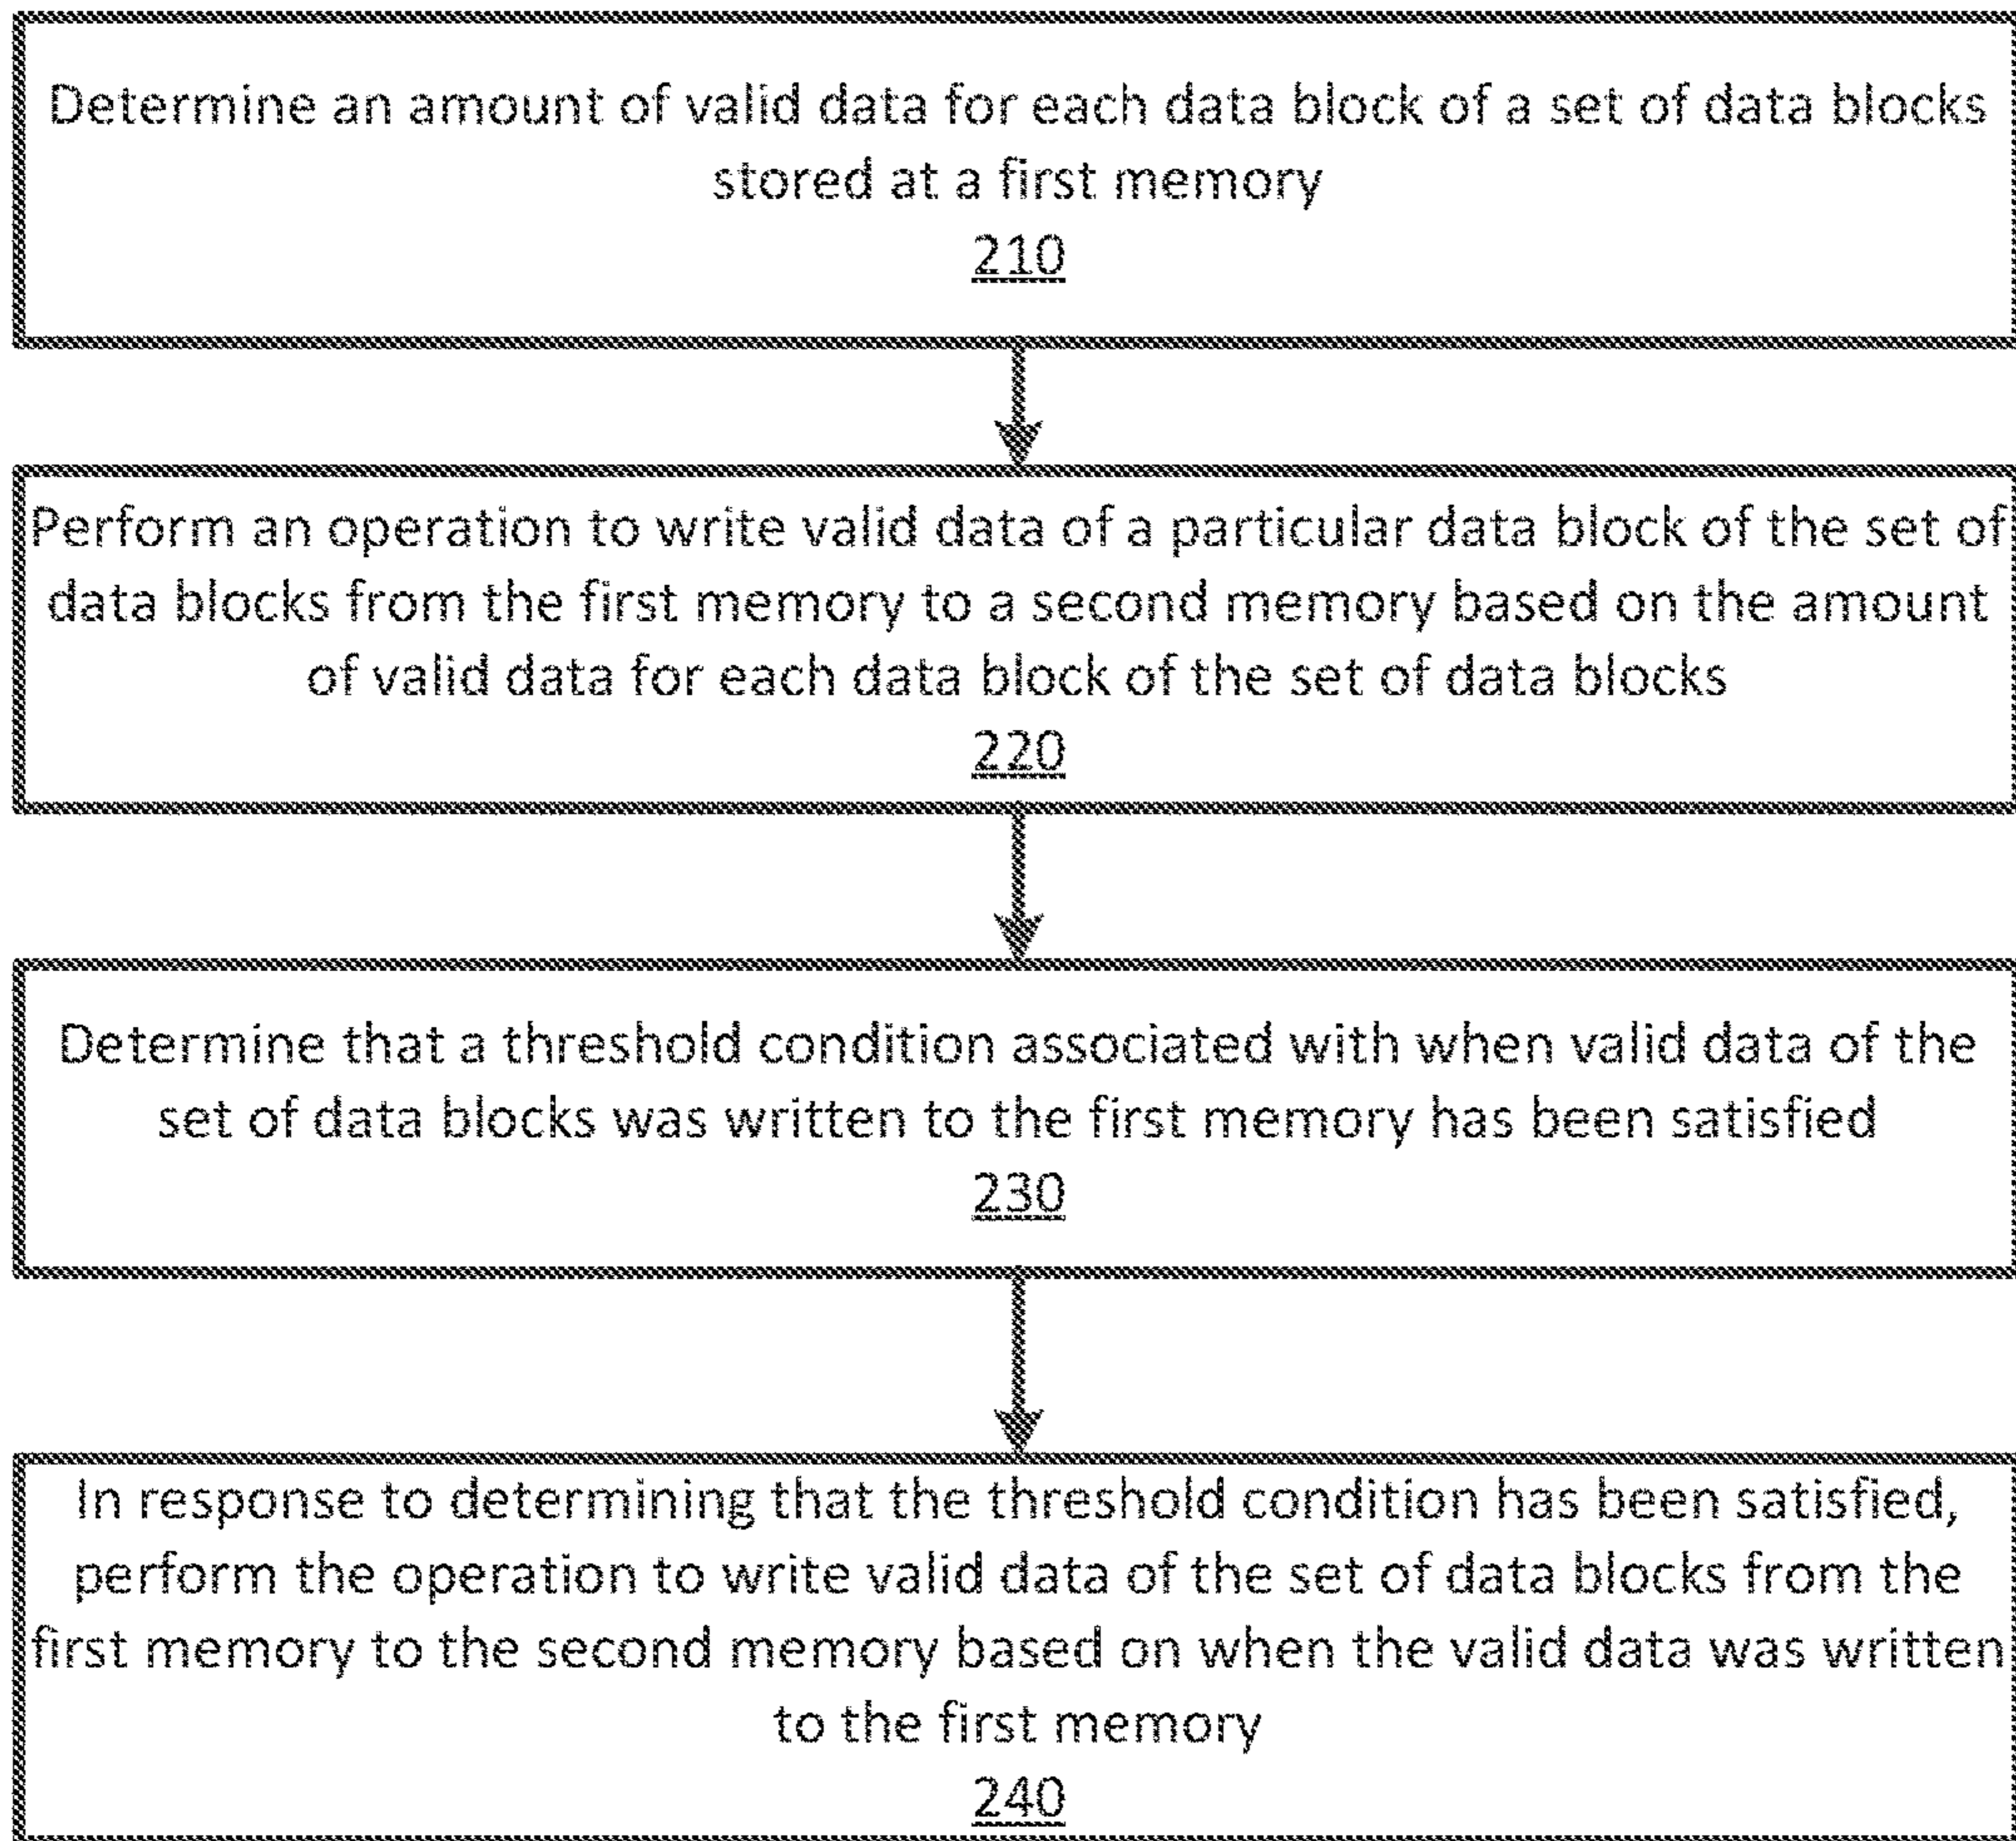 Determine an amount of valid data for each data block of a set of data blocks
stored at a first memory
210
Perform an operation to write valid data of a particular data block of the set of
data blocks from the first memory to a second memory based on the amount
of valid data for each data block of the set of data blocks
220
Determine that a threshold condition associated with when valid data of the
set of data blocks was written to the first memory has been satisfied
230
In response to determining that the threshold condition has been satisfied,
perform the operation to write valid data of the set of data blocks from the
first memory to the second memory based on when the valid data was written
to the first memory
240